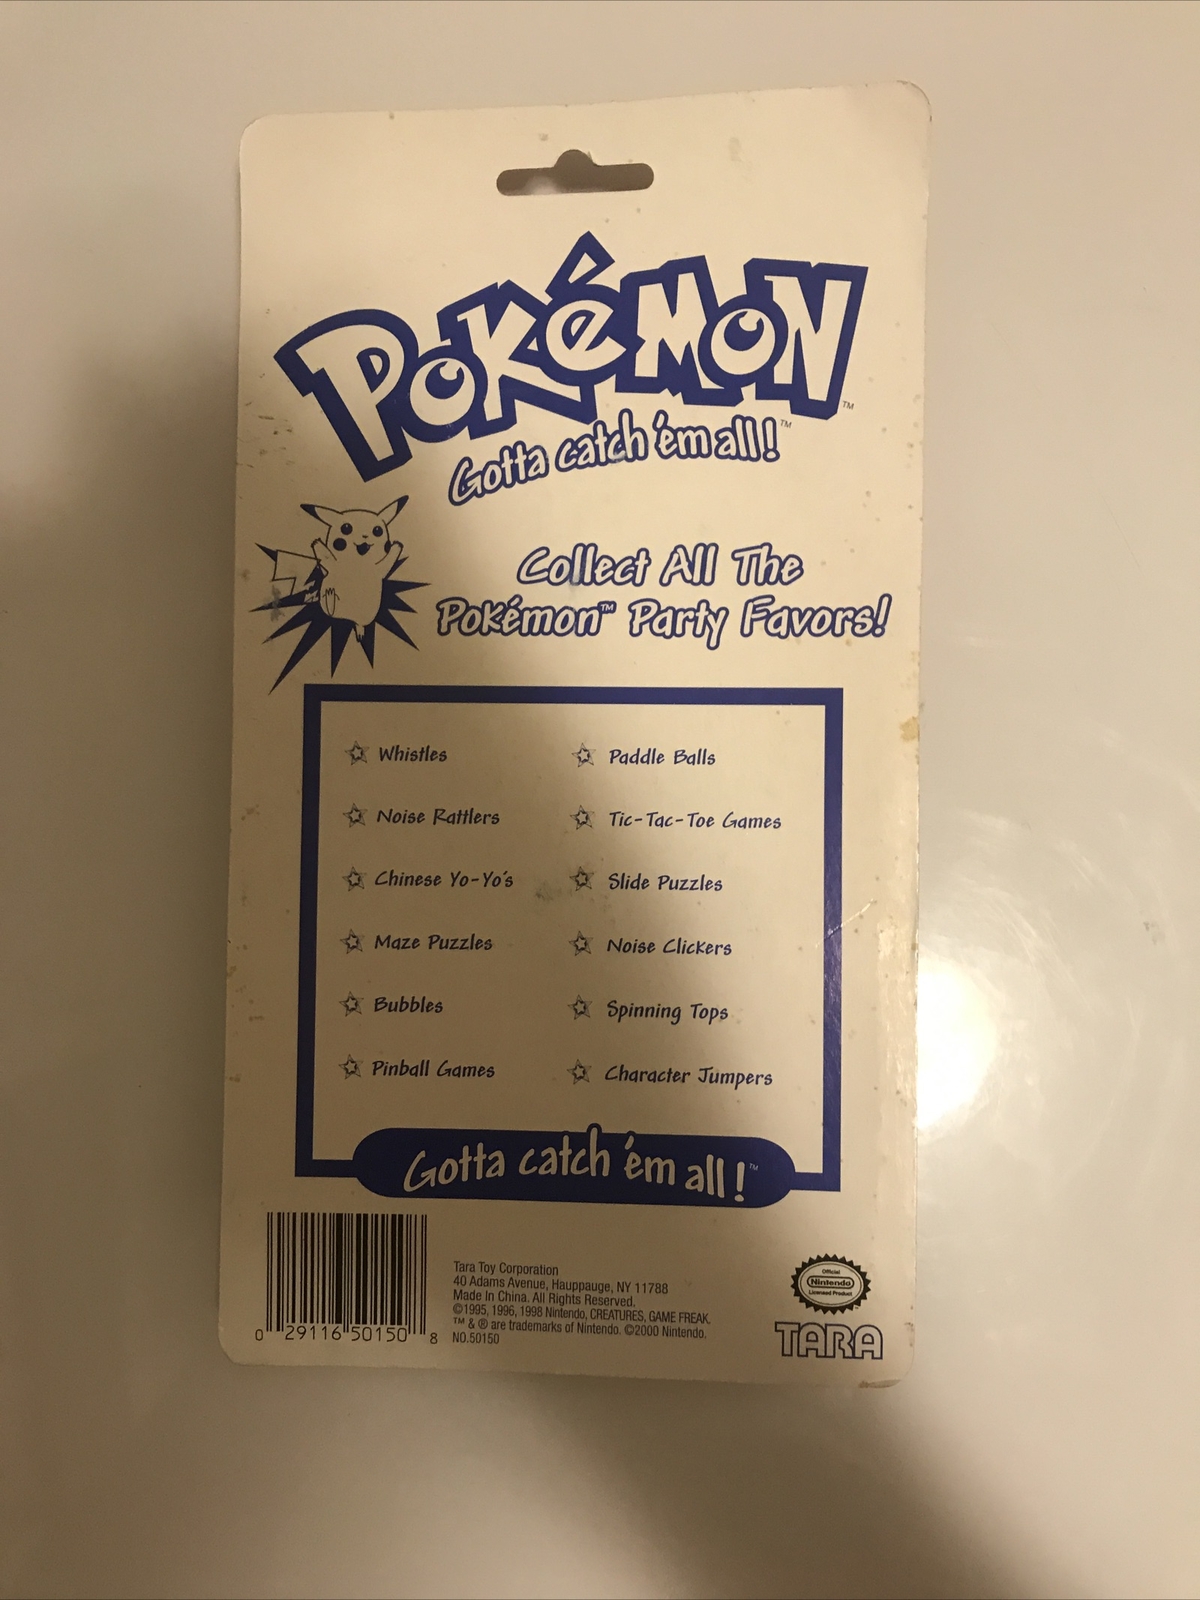 POKéMON™
Gotta catch 'em all!™
Collect All The
Pokémon™ Party Favors!
Whistles
Noise Rattlers
Chinese Yo-Yo's
Maze Puzzles
Bubbles
Pinball Games
Paddle Balls
Tic-Tac-Toe Games
Slide Puzzles
Noise Clickers
Spinning Tops
Character Jumpers
Gotta catch 'em all!™
0 29116 50150 8
Tara Toy Corporation
40 Adams Avenue, Hauppauge, NY 11788
Made In China. All Rights Reserved.
©1995, 1996, 1998 Nintendo, CREATURES, GAME FREAK.
™ & ® are trademarks of Nintendo. ©2000 Nintendo.
NO.50150
Official
Nintendo
Licensed Product
TARA